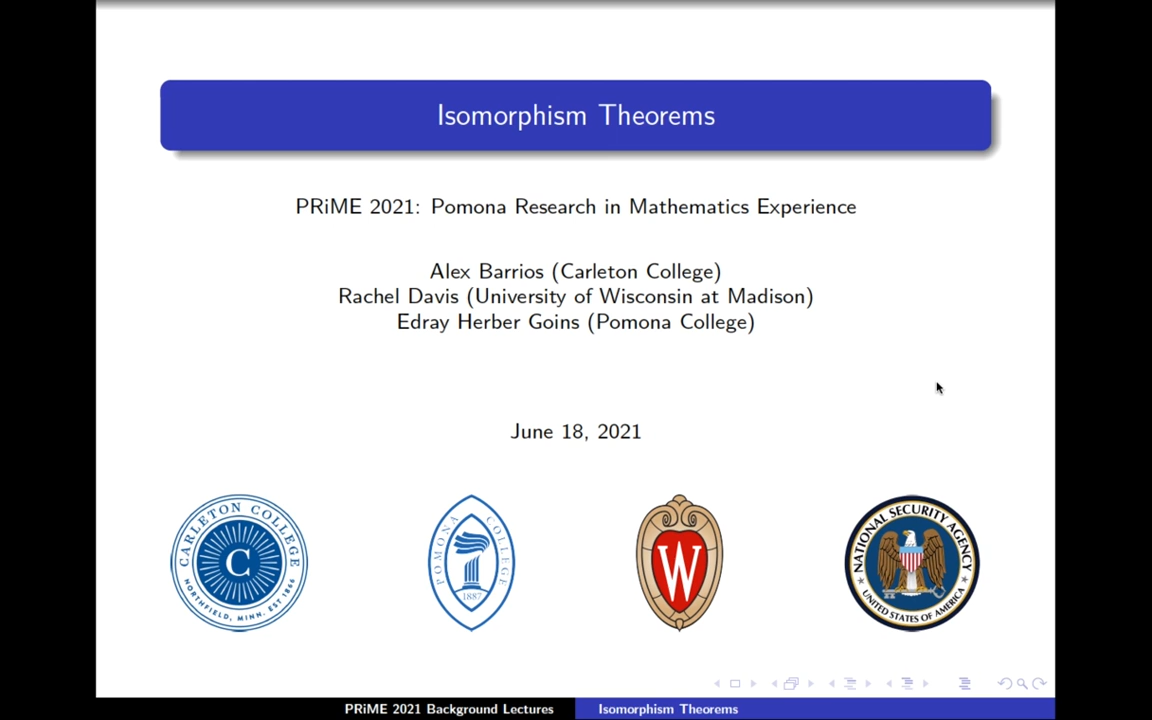 Isomorphism Theorems
PRiME 2021: Pomona Research in Mathematics Experience
Alex Barrios (Carleton College)
Rachel Davis (University of Wisconsin at Madison)
Edray Herber Goins (Pomona College)
June 18, 2021
CARLETON COLLEGE
C
NORTHFIELD, MINN. EST 1866
POMONA COLLEGE
1887
W
NATIONAL SECURITY AGENCY
UNITED STATES OF AMERICA
PRiME 2021 Background Lectures
Isomorphism Theorems